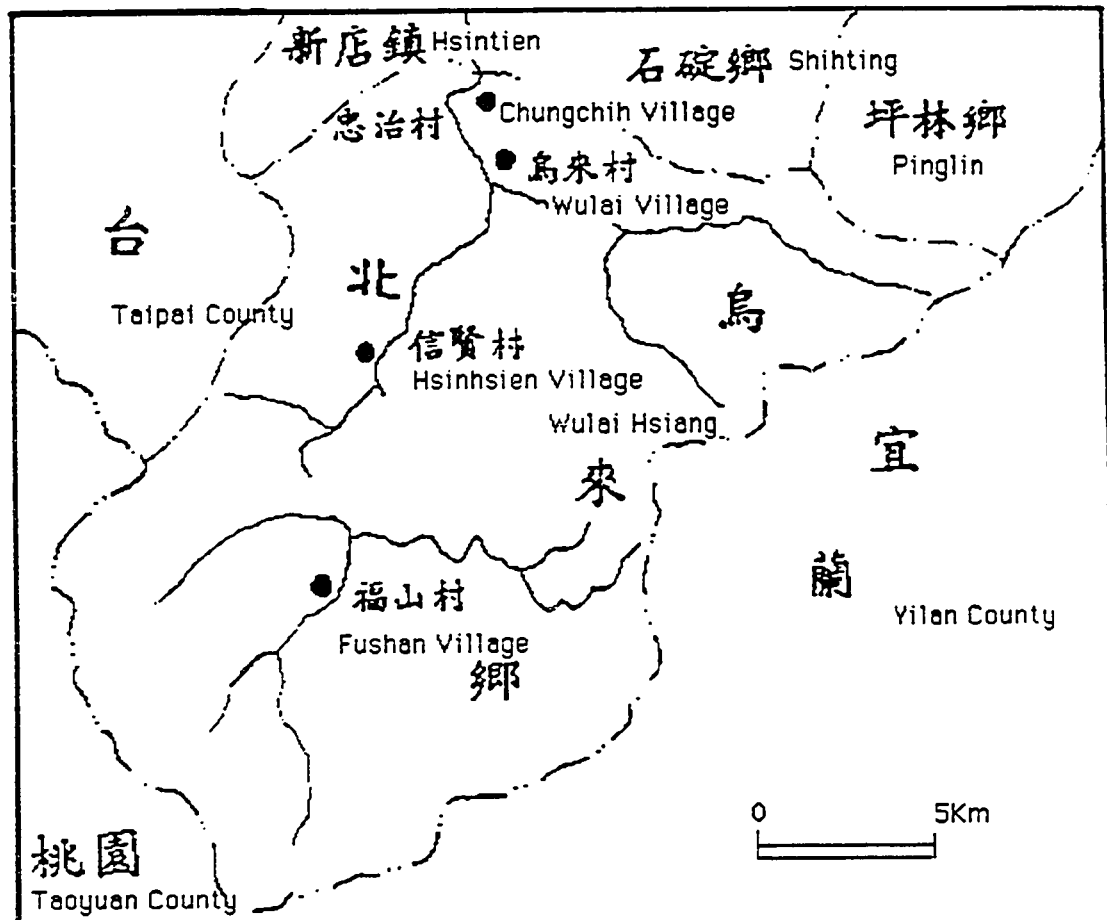 新店鎮 Hsintien
石碇鄉 Shihting
忠治村
Chungchih Village
坪林鄉
Pinglin
烏來村
Wulai Village
台
北
烏
Taipai County
信賢村
Hsinhsien Village
Wulai Hsiang
宜
來
蘭
福山村
Yilan County
Fushan Village
鄉
0 5Km
桃園
Taoyuan County